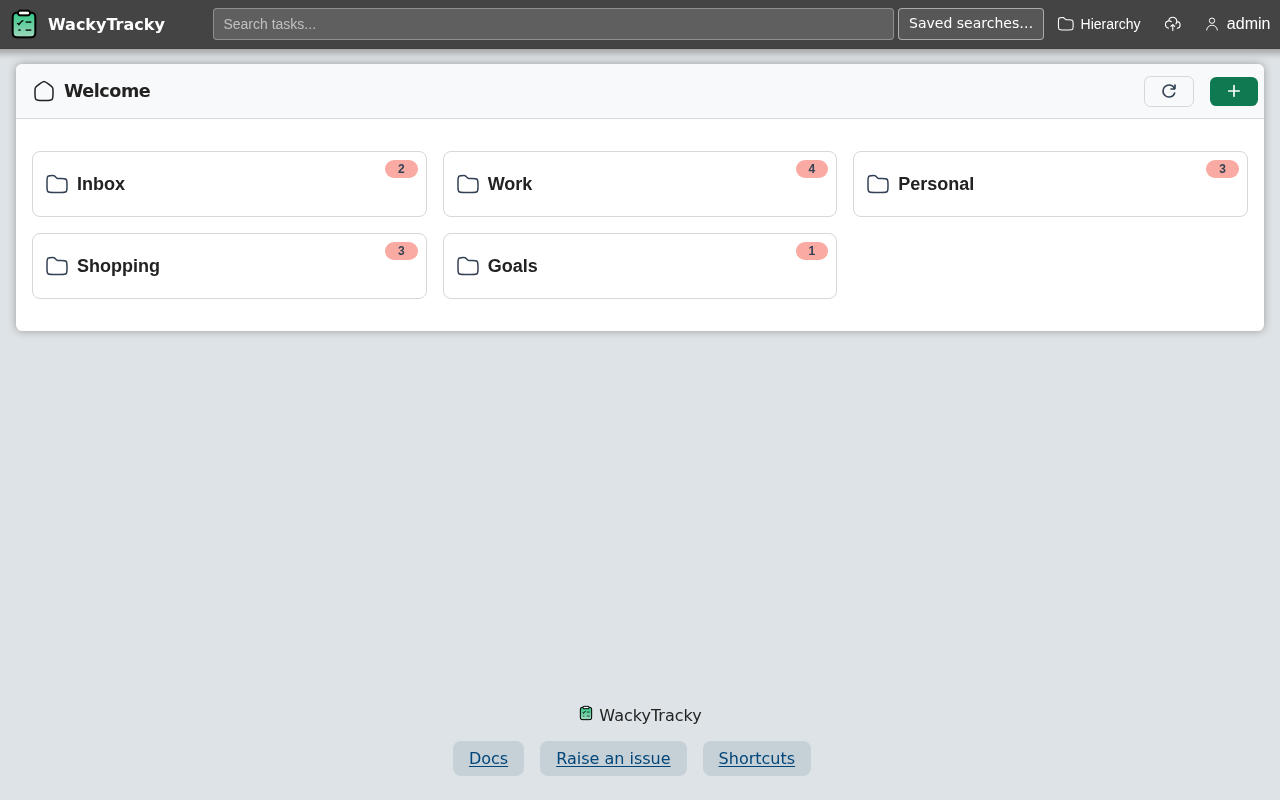 WackyTracky
Search tasks...
Saved searches...
Hierarchy
admin
Welcome
Inbox
2
Work
4
Personal
3
Shopping
3
Goals
1
WackyTracky
Docs
Raise an issue
Shortcuts